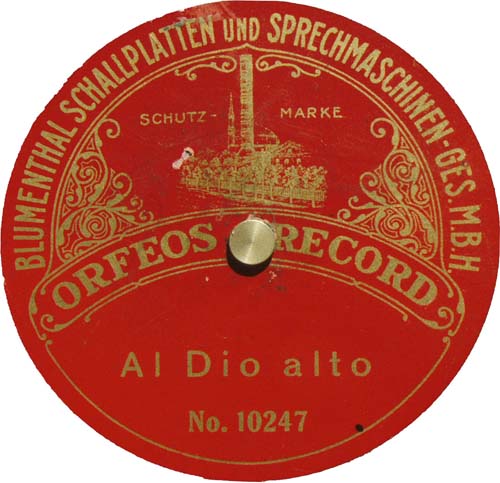 BLUMENTHAL SCHALLPLATTEN UND SPRECHMASCHINEN-GES.M.B.H.
SCHUTZ - MARKE
ORFEOS RECORD
Al Dio alto
No. 10247